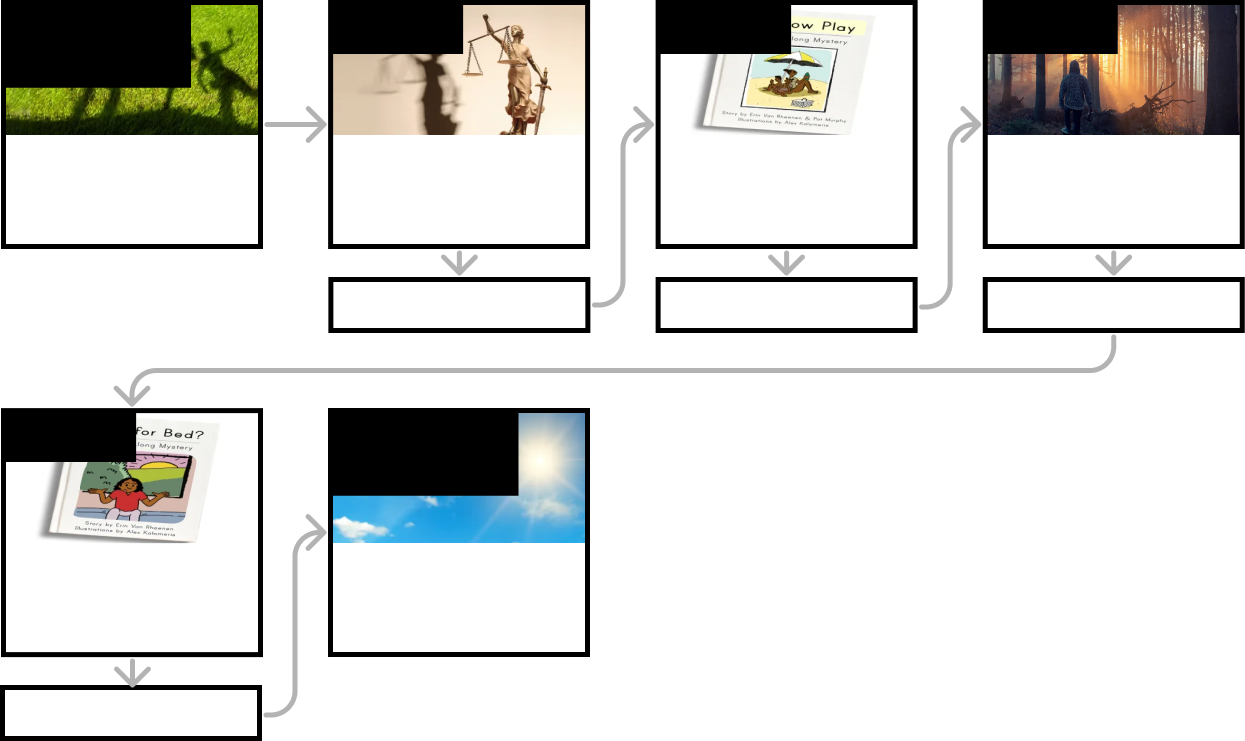 ow Play
long Mystery
Story by Erin Van Rheenen & Pat Murphy
Illustrations by Alex Kalomeris
for Bed?
long Mystery
Story by Erin Van Rheenen
Illustrations by Alex Kalomeris